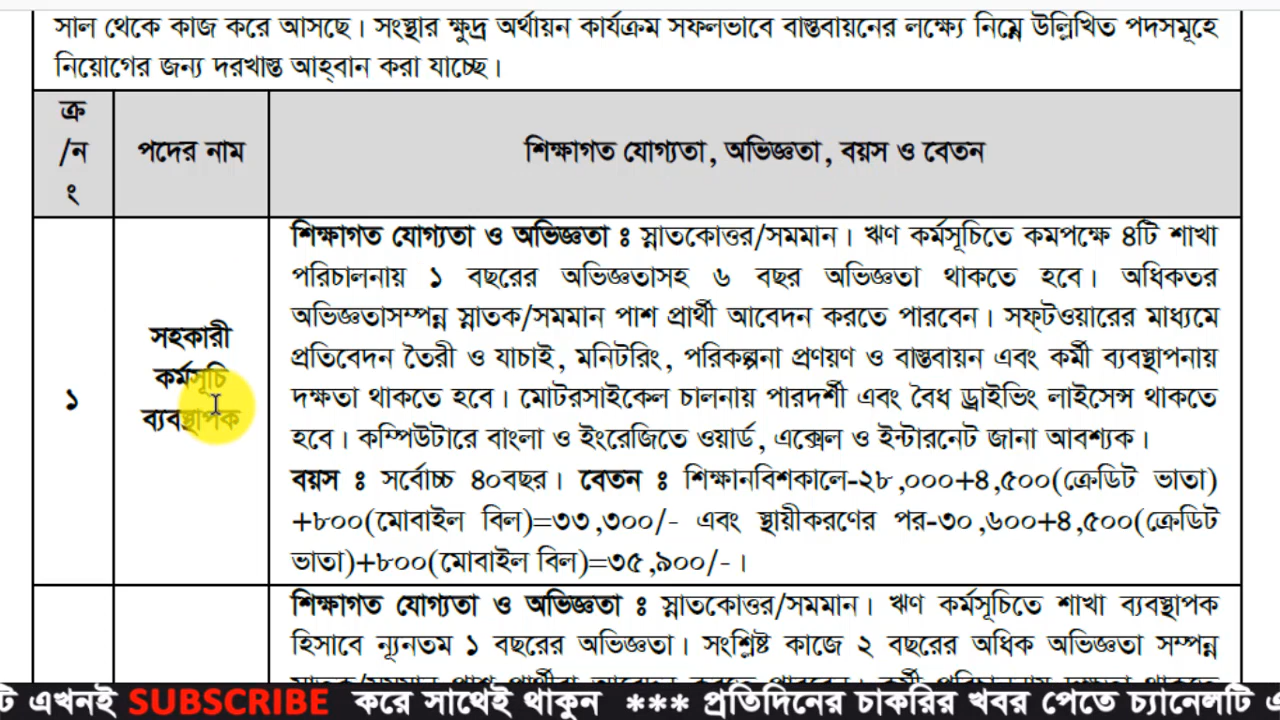 সাল থেকে কাজ করে আসছে। সংস্থার ক্ষুদ্র অর্থায়ন কার্যক্রম সফলভাবে বাস্তবায়নের লক্ষ্যে নিম্নে উল্লিখিত পদসমূহে
নিয়োগের জন্য দরখাস্ত আহ্বান করা যাচ্ছে।
ক্র
/ন
ং
পদের নাম
শিক্ষাগত যোগ্যতা, অভিজ্ঞতা, বয়স ও বেতন
১
সহকারী
কর্মসূচি
ব্যবস্থাপক
শিক্ষাগত যোগ্যতা ও অভিজ্ঞতা ঃ স্নাতকোত্তর/সমমান। ঋণ কর্মসূচিতে কমপক্ষে ৪টি শাখা
পরিচালনায় ১ বছরের অভিজ্ঞতাসহ ৬ বছর অভিজ্ঞতা থাকতে হবে। অধিকতর
অভিজ্ঞতাসম্পন্ন স্নাতক/সমমান পাশ প্রার্থী আবেদন করতে পারবেন। সফ্টওয়ারের মাধ্যমে
প্রতিবেদন তৈরী ও যাচাই, মনিটরিং, পরিকল্পনা প্রণয়ণ ও বাস্তবায়ন এবং কর্মী ব্যবস্থাপনায়
দক্ষতা থাকতে হবে। মোটরসাইকেল চালনায় পারদর্শী এবং বৈধ ড্রাইভিং লাইসেন্স থাকতে
হবে। কম্পিউটারে বাংলা ও ইংরেজিতে ওয়ার্ড, এক্সেল ও ইন্টারনেট জানা আবশ্যক।
বয়স ঃ সর্বোচ্চ ৪০বছর। বেতন ঃ শিক্ষানবিশকালে-২৮,০০০+৪,৫০০(ক্রেডিট ভাতা)
+৮০০(মোবাইল বিল)=৩৩,৩০০/- এবং স্থায়ীকরণের পর-৩০,৬০০+৪,৫০০(ক্রেডিট
ভাতা)+৮০০(মোবাইল বিল)=৩৫,৯০০/-।
শিক্ষাগত যোগ্যতা ও অভিজ্ঞতা ঃ স্নাতকোত্তর/সমমান। ঋণ কর্মসূচিতে শাখা ব্যবস্থাপক
হিসাবে ন্যূনতম ১ বছরের অভিজ্ঞতা। সংশ্লিষ্ট কাজে ২ বছরের অধিক অভিজ্ঞতা সম্পন্ন
এখনই SUBSCRIBE করে সাথেই থাকুন *** প্রতিদিনের চাকরির খবর পেতে চ্যানেলটি